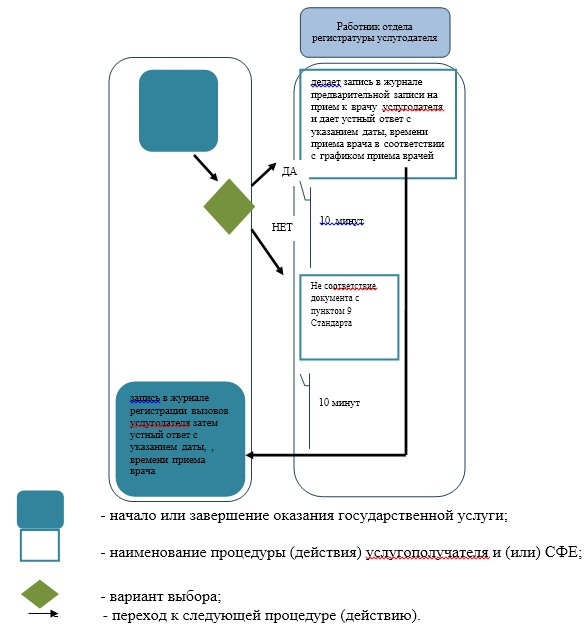 Работник отдела
регистратуры услугодателя
делает запись в журнале
предварительной записи на
прием к врачу услугодателя
и дает устный ответ с
указанием даты, времени
приема врача в соответствии
с графиком приема врачей
ДА
10 минут
НЕТ
Не соответствие
документа с
пунктом 9
Стандарта
10 минут
запись в журнале
регистрации вызовов
услугодателя затем
устный ответ с
указанием даты, ,
времени приема
врача
- начало или завершение оказания государственной услуги;
- наименование процедуры (действия) услугополучателя и (или) СФЕ;
- вариант выбора;
- переход к следующей процедуре (действию).